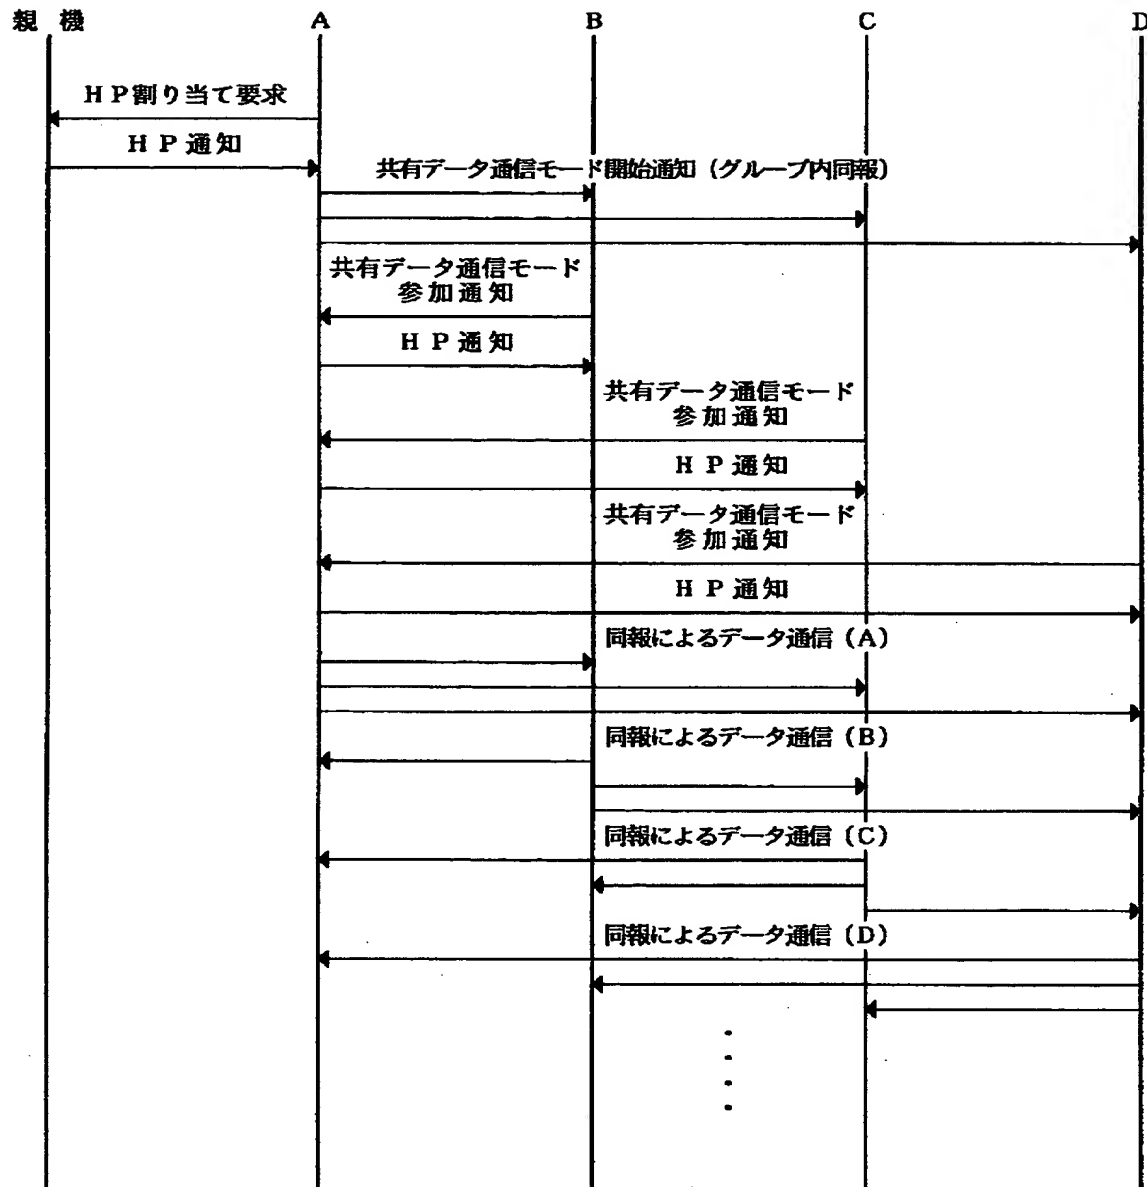 親 機 A B C D
HP割り当て要求
HP通知
共有データ通信モード開始通知(グループ内同報)
共有データ通信モード
参加通知
HP通知
共有データ通信モード
参加通知
HP通知
共有データ通信モード
参加通知
HP通知
同報によるデータ通信(A)
同報によるデータ通信(B)
同報によるデータ通信(C)
同報によるデータ通信(D)